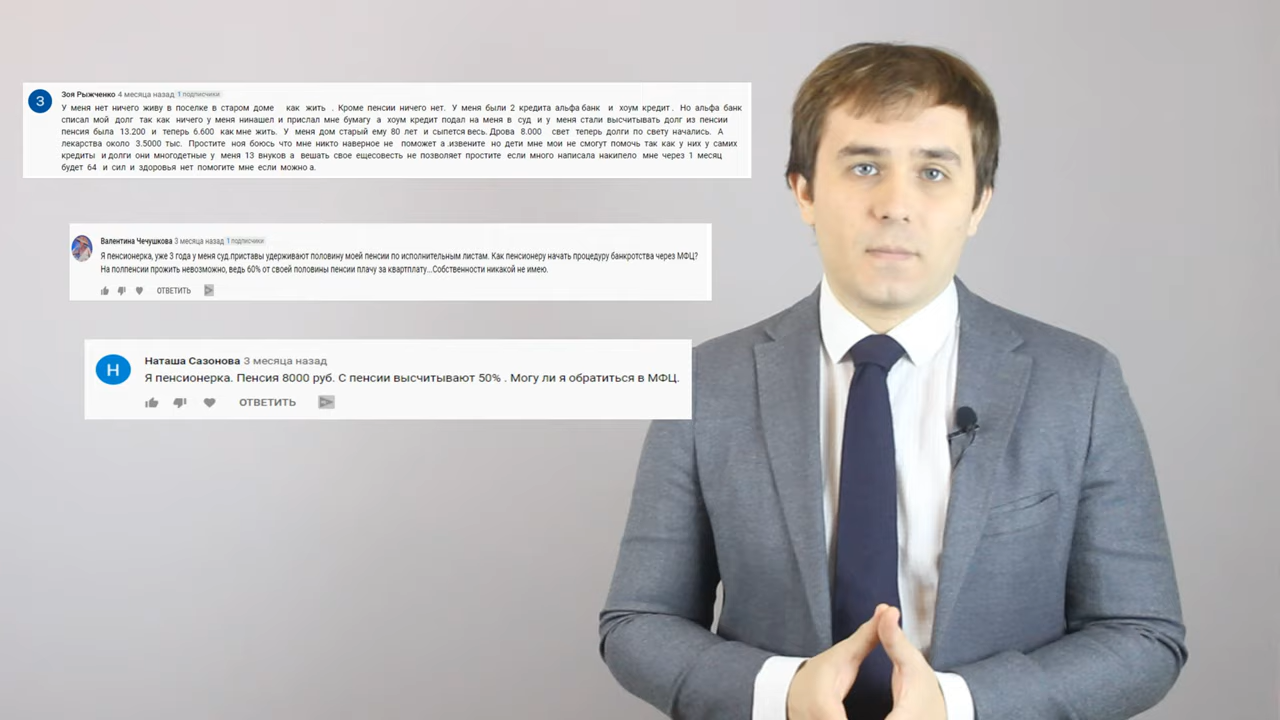 З
Зоя Рыжченко 4 месяца назад 1 подписчики
У меня нет ничего живу в поселке в старом доме как жить . Кроме пенсии ничего нет. У меня были 2 кредита альфа банк и хоум кредит . Но альфа банк
списал мой долг так как ничего у меня нинашел и прислал мне бумагу а хоум кредит подал на меня в суд и у меня стали высчитывать долг из пенсии
пенсия была 13.200 и теперь 6.600 как мне жить. У меня дом старый ему 80 лет и сыпется весь. Дрова 8.000 свет теперь долги по свету начались. А
лекарства около 3.5000 тыс. Простите ноя боюсь что мне никто наверное не поможет а .извените но дети мне мои не смогут помочь так как у них у самих
кредиты и долги они многодетные у меня 13 внуков а вешать свое ещесовесть не позволяет простите если много написала накипело мне через 1 месяц
будет 64 и сил и здоровья нет помогите мне если можно а.
Валентина Чечушкова 3 месяца назад 1 подписчики
Я пенсионерка, уже 3 года у меня суд.приставы удерживают половину моей пенсии по исполнительным листам. Как пенсионеру начать процедуру банкротства через МФЦ?
На полпенсии прожить невозможно, ведь 60% от своей половины пенсии плачу за квартплату...Собственности никакой не имею.
ОТВЕТИТЬ
Н
Наташа Сазонова 3 месяца назад
Я пенсионерка. Пенсия 8000 руб. С пенсии высчитывают 50% . Могу ли я обратиться в МФЦ.
ОТВЕТИТЬ